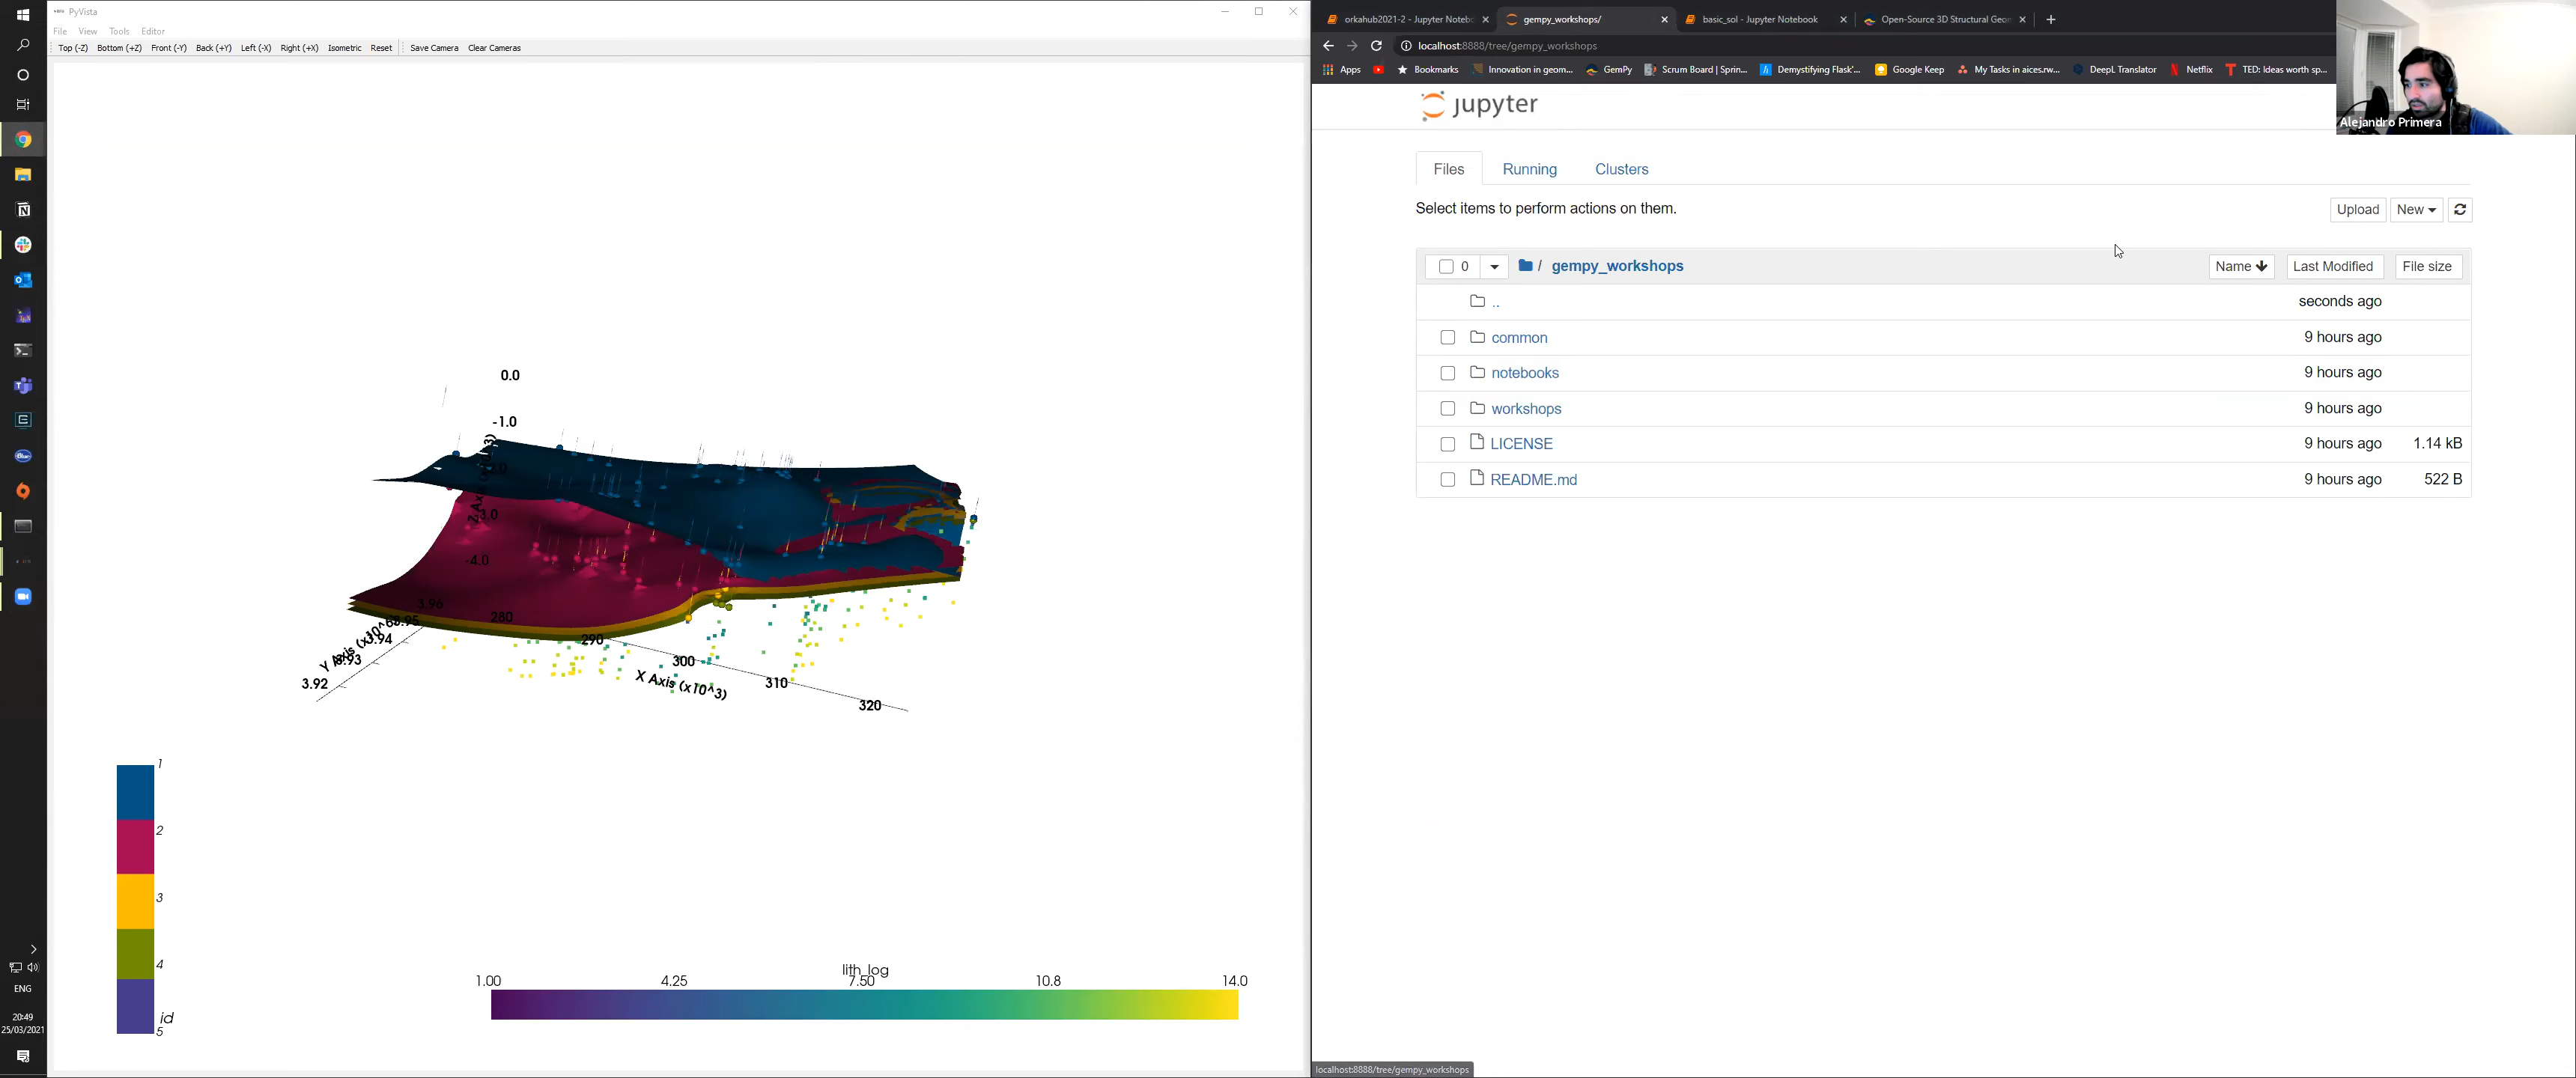 PyVista
File View Tools Editor
Top (-Z) Bottom (+Z) Front (-Y) Back (+Y) Left (-X) Right (+X) Isometric Reset Save Camera Clear Cameras
0.0
-1.0
-3.0
-4.0
3.96
3.94
3.93
3.92
280
290
300
310
320
X Axis (x10^3)
1
2
3
4
5
id
lith_log
1.00 4.25 7.50 10.8 14.0
ENG
20:49
25/03/2021
orkahub2021-2 - Jupyter Notebo
gempy_workshops/
basic_sol - Jupyter Notebook
Open-Source 3D Structural Geom
localhost:8888/tree/gempy_workshops
Apps Bookmarks Innovation in geom... GemPy Scrum Board | Sprin... Demystifying Flask'... Google Keep My Tasks in aices.rw... DeepL Translator Netflix TED: Ideas worth sp...
Alejandro Primera
jupyter
Files Running Clusters
Select items to perform actions on them.
Upload New
0 / gempy_workshops Name Last Modified File size
.. seconds ago
common 9 hours ago
notebooks 9 hours ago
workshops 9 hours ago
LICENSE 9 hours ago 1.14 kB
README.md 9 hours ago 522 B
localhost:8888/tree/gempy_workshops